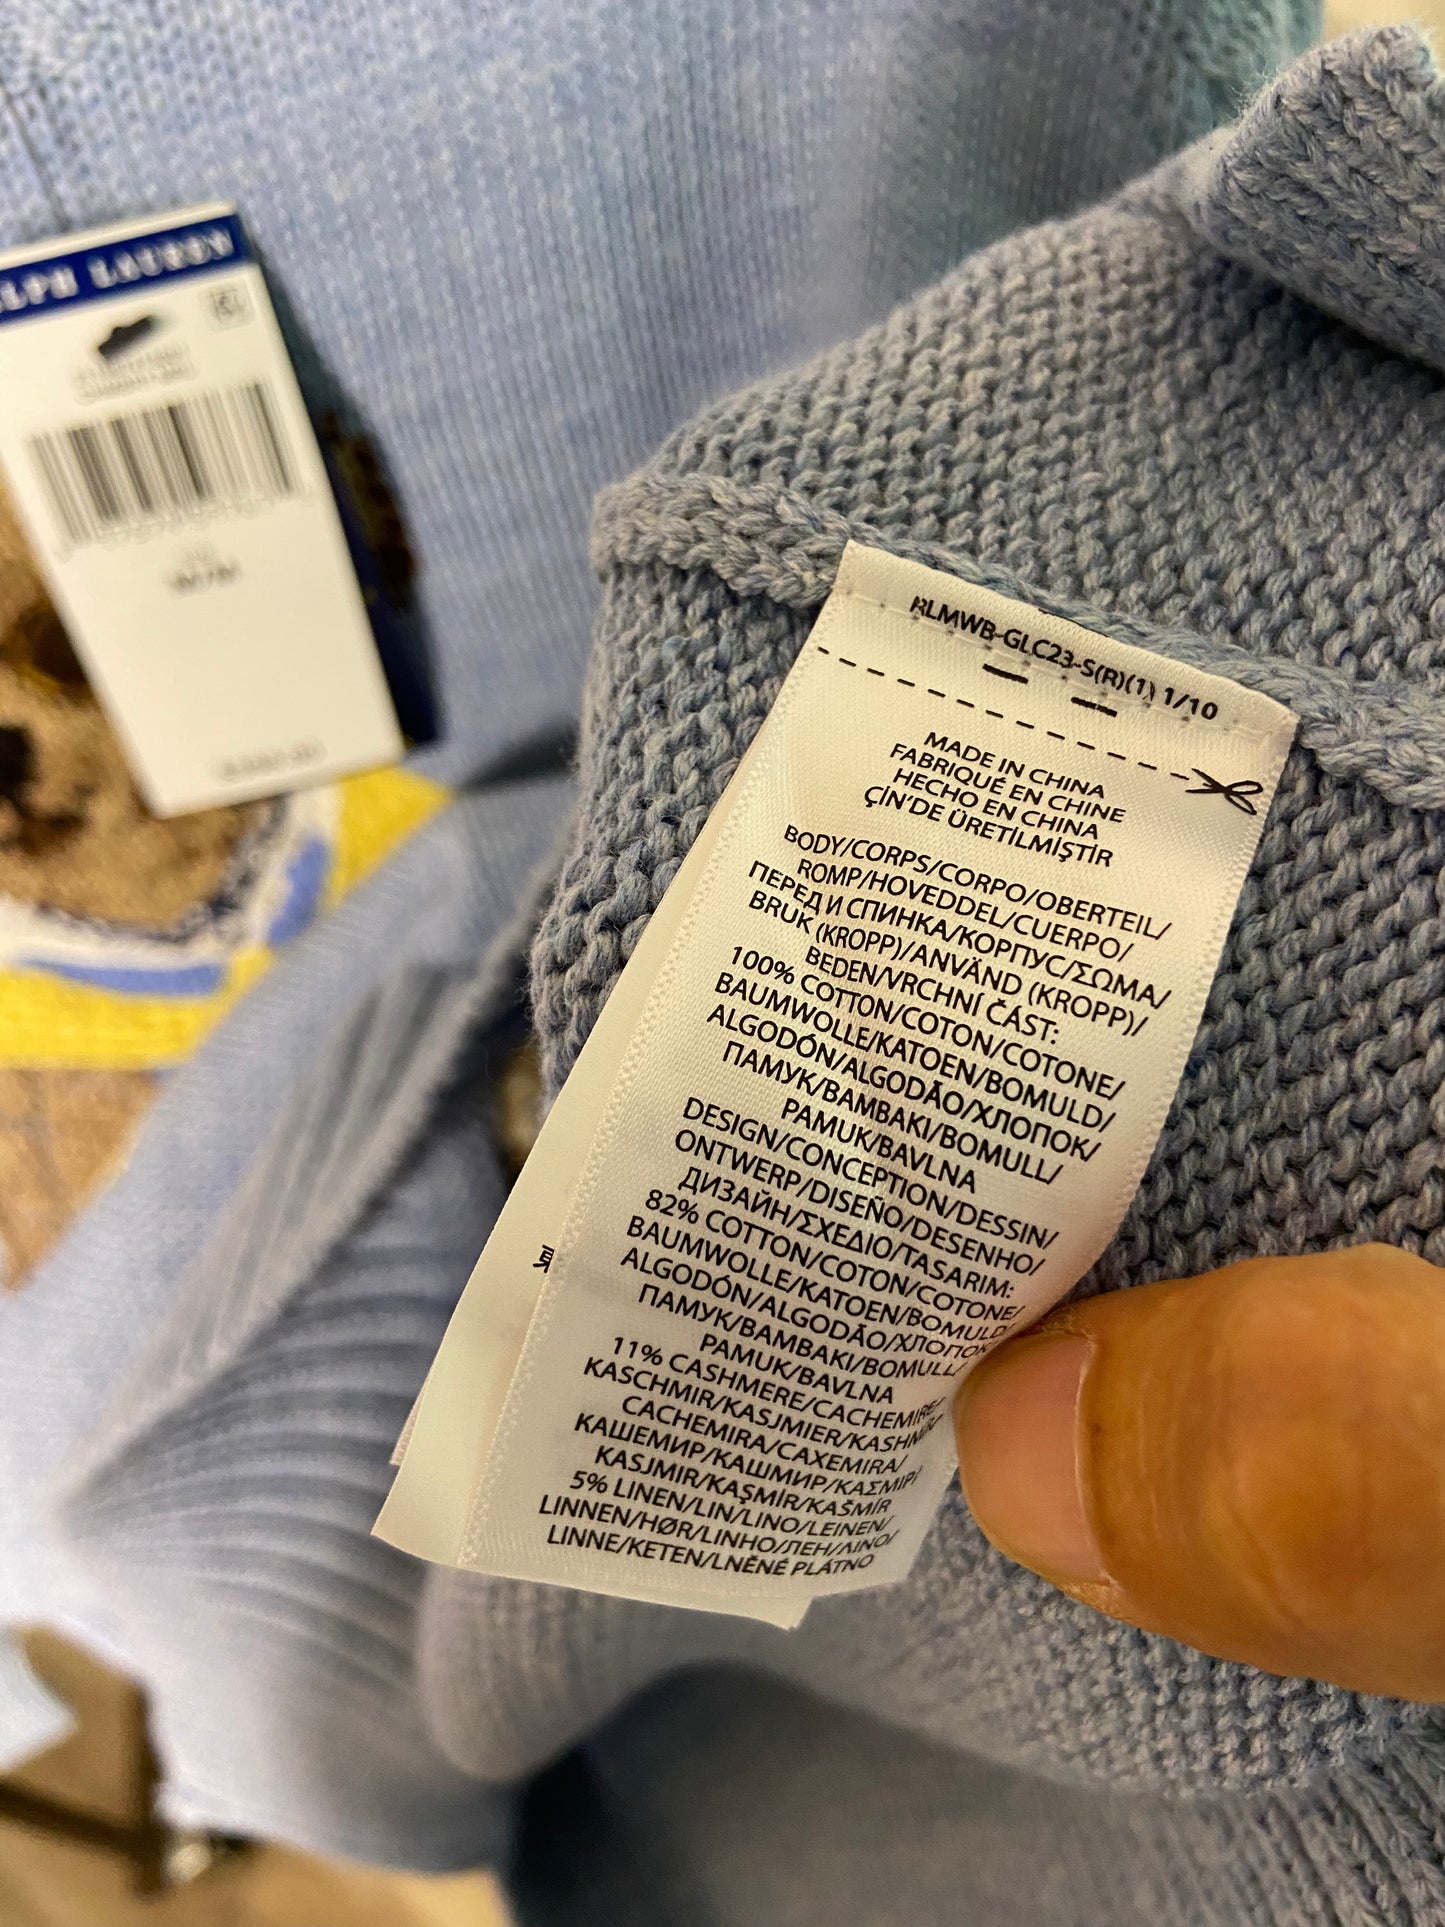 LPH LAUREN
M/M
RLMWB-GLC23-S(R)(1) 1/10
MADE IN CHINA
FABRIQUÉ EN CHINE
HECHO EN CHINA
ÇİN'DE ÜRETİLMİŞTİR
BODY/CORPS/CORPO/OBERTEIL/
ROMP/HOVEDDEL/CUERPO/
ПЕРЕД И СПИНКА/КОРПУС/ΣΩΜΑ/
BRUK (KROPP)/ANVÄND (KROPP)/
BEDEN/VRCHNÍ ČÁST:
100% COTTON/COTON/COTONE/
BAUMWOLLE/KATOEN/BOMULD/
ALGODÓN/ALGODÃO/ХЛОПОК/
ПАМУК/BAMBAKI/BOMULL/
PAMUK/BAVLNA
DESIGN/CONCEPTION/DESSIN/
ONTWERP/DISEÑO/DESENHO/
ДИЗАЙН/ΣΧΕΔΙΟ/TASARIM:
82% COTTON/COTON/COTONE/
BAUMWOLLE/KATOEN/BOMULD/
ALGODÓN/ALGODÃO/ХЛОПОК
ПАМУК/BAMBAKI/BOMULL/
PAMUK/BAVLNA
11% CASHMERE/CACHEMIRE/
KASCHMIR/KASJMIER/KASHMIR/
CACHEMIRA/CAXEMIRA/
КАШЕМИР/КАШМИР/ΚΑΣΜΙΡΙ
KASJMIR/KAŞMİR/KAŠMÍR
5% LINEN/LIN/LINO/LEINEN/
LINNEN/HØR/LINHO/ЛЕН/ΛΙΝΟ/
LINNE/KETEN/LNĚNÉ PLÁTNO